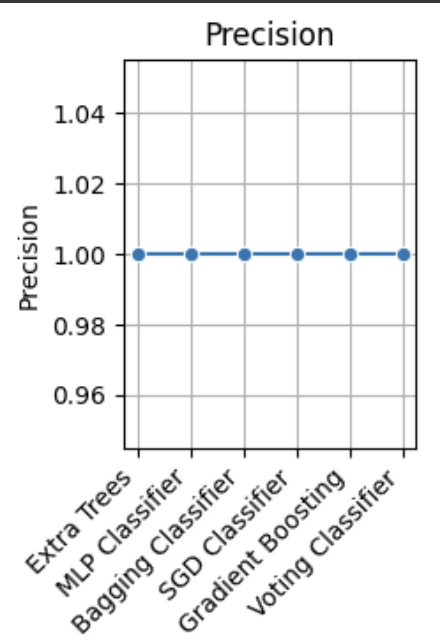 Precision
Precision
1.04
1.02
1.00
0.98
0.96
Extra Trees
MLP Classifier
Bagging Classifier
SGD Classifier
Gradient Boosting
Voting Classifier